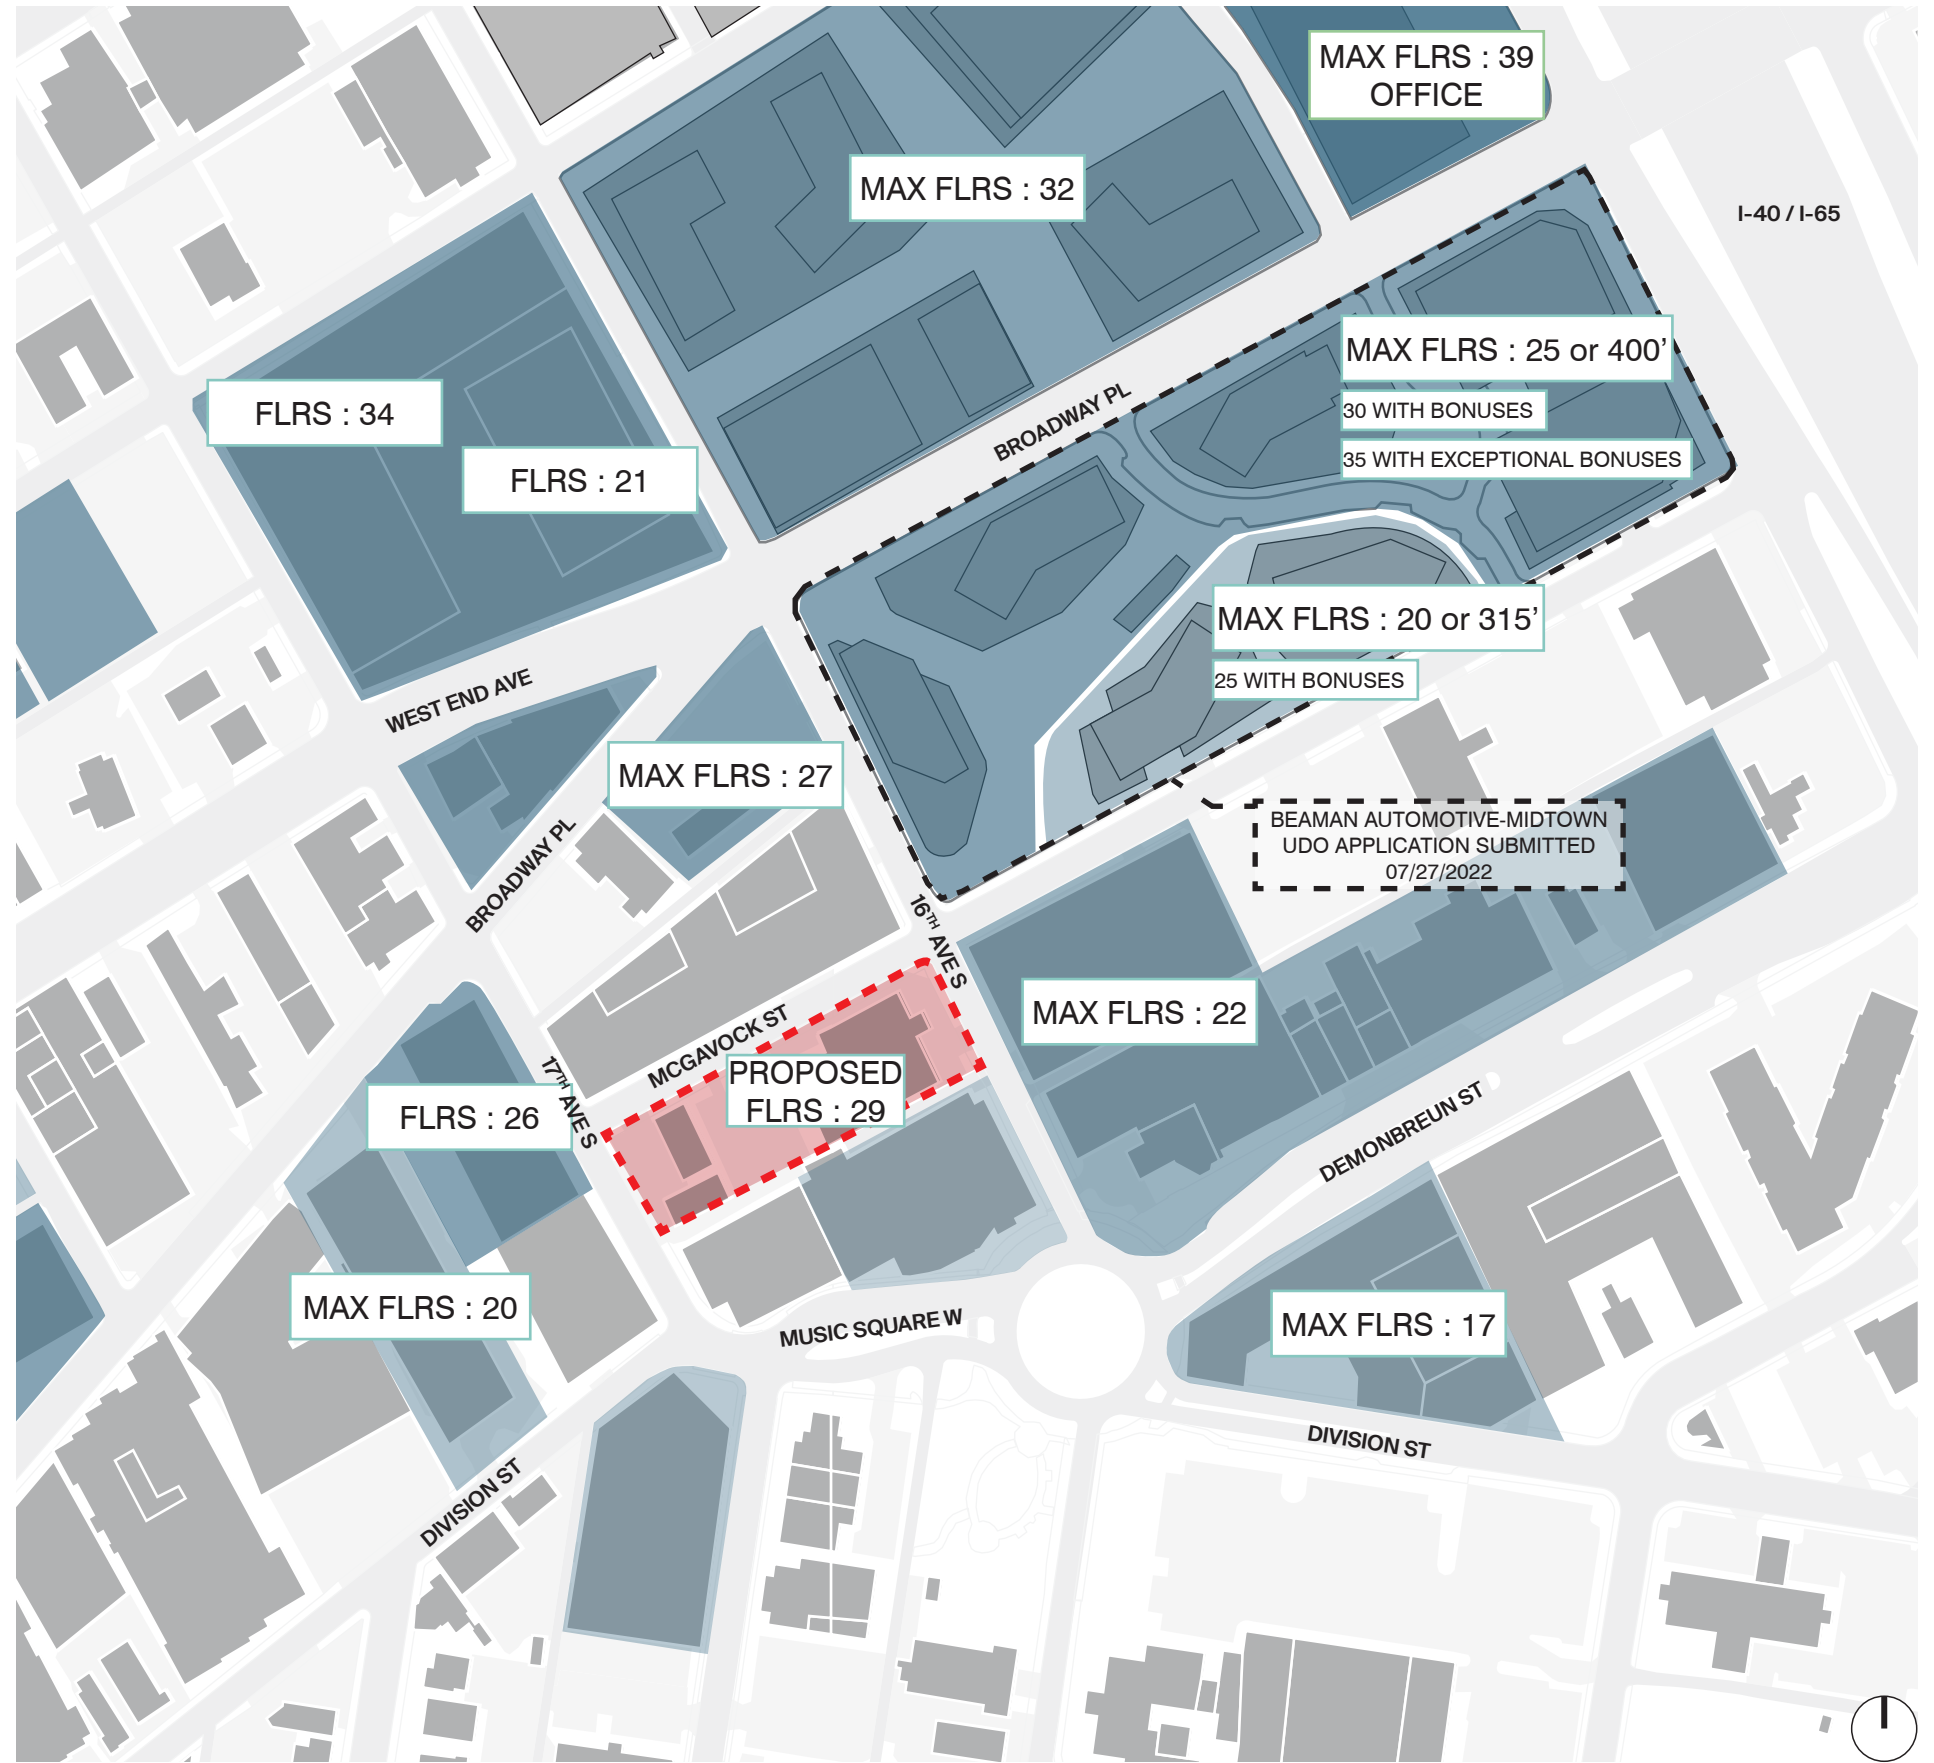 MAX FLRS : 39
OFFICE
MAX FLRS : 32
I-40 / I-65
MAX FLRS : 25 or 400’
30 WITH BONUSES
35 WITH EXCEPTIONAL BONUSES
FLRS : 34
FLRS : 21
BROADWAY PL
MAX FLRS : 20 or 315’
25 WITH BONUSES
WEST END AVE
MAX FLRS : 27
BROADWAY PL
BEAMAN AUTOMOTIVE-MIDTOWN
UDO APPLICATION SUBMITTED
07/27/2022
16TH AVE S
MAX FLRS : 22
MCGAVOCK ST
PROPOSED
FLRS : 29
17TH AVE S
FLRS : 26
DEMONBREUN ST
MAX FLRS : 20
MUSIC SQUARE W
MAX FLRS : 17
DIVISION ST
DIVISION ST